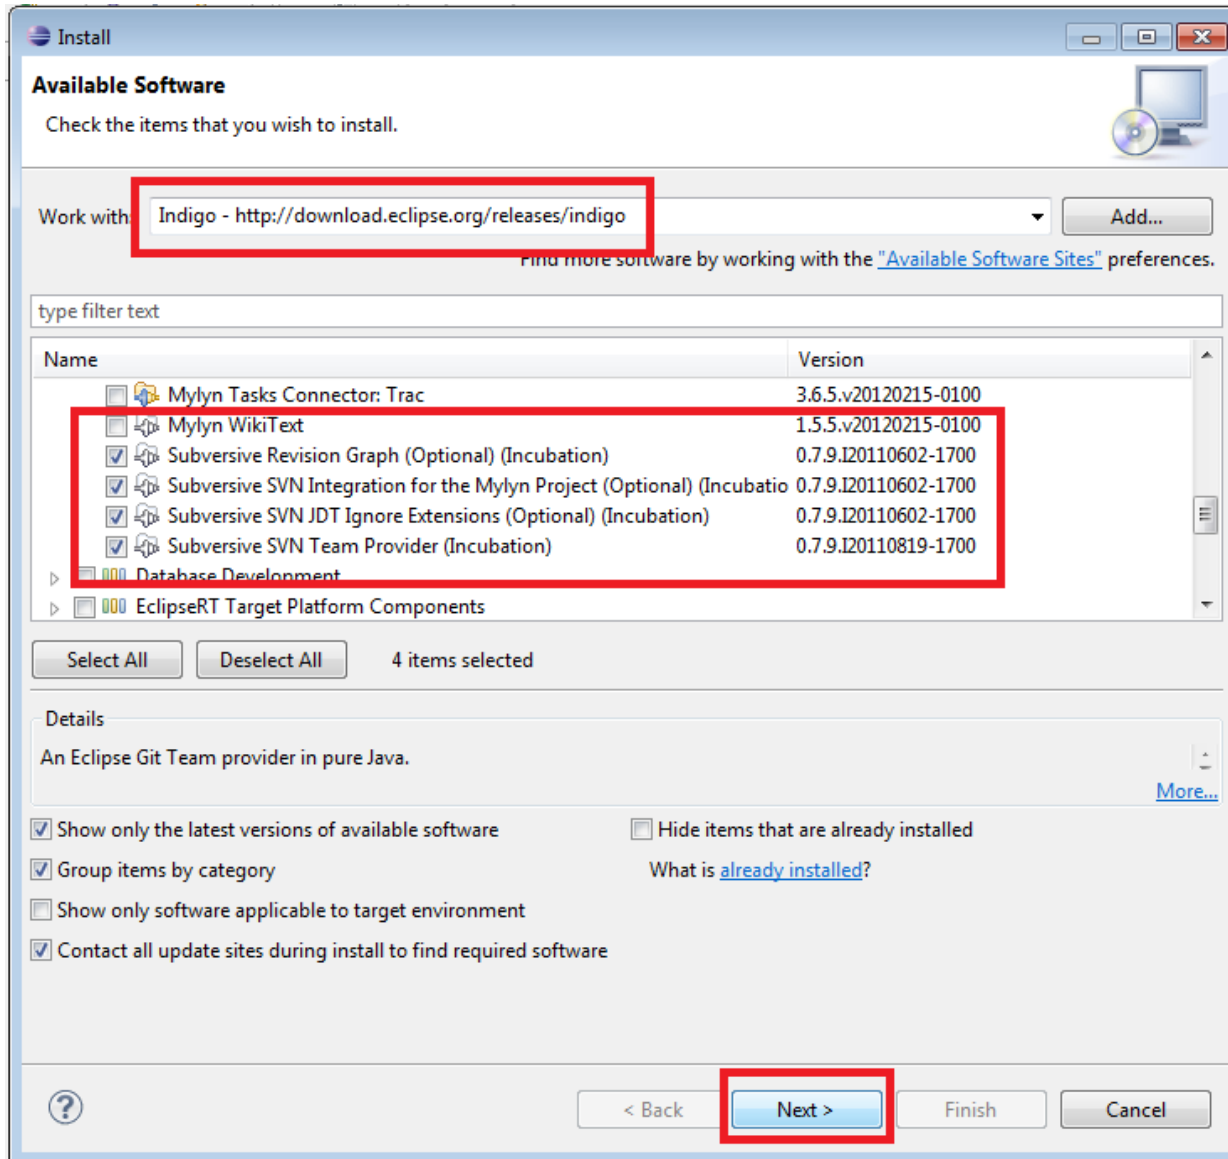 Install
Available Software
Check the items that you wish to install.
Work with: Indigo - http://download.eclipse.org/releases/indigo Add...
Find more software by working with the "Available Software Sites" preferences.
type filter text
Name Version
Mylyn Tasks Connector: Trac 3.6.5.v20120215-0100
Mylyn WikiText 1.5.5.v20120215-0100
Subversive Revision Graph (Optional) (Incubation) 0.7.9.I20110602-1700
Subversive SVN Integration for the Mylyn Project (Optional) (Incubatio 0.7.9.I20110602-1700
Subversive SVN JDT Ignore Extensions (Optional) (Incubation) 0.7.9.I20110602-1700
Subversive SVN Team Provider (Incubation) 0.7.9.I20110819-1700
Database Development
EclipseRT Target Platform Components
Select All Deselect All 4 items selected
Details
An Eclipse Git Team provider in pure Java.
More...
Show only the latest versions of available software Hide items that are already installed
Group items by category What is already installed?
Show only software applicable to target environment
Contact all update sites during install to find required software
? < Back Next > Finish Cancel